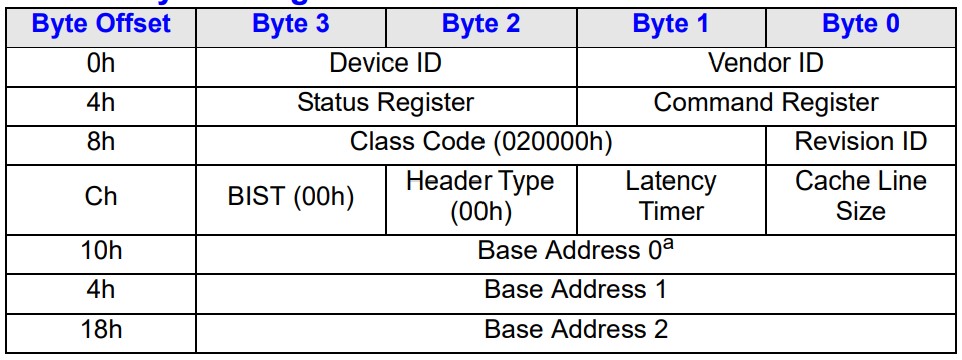 Byte Offset Byte 3 Byte 2 Byte 1 Byte 0
0h Device ID Vendor ID
4h Status Register Command Register
8h Class Code (020000h) Revision ID
Ch BIST (00h) Header Type (00h) Latency Timer Cache Line Size
10h Base Address 0ᵃ
4h Base Address 1
18h Base Address 2